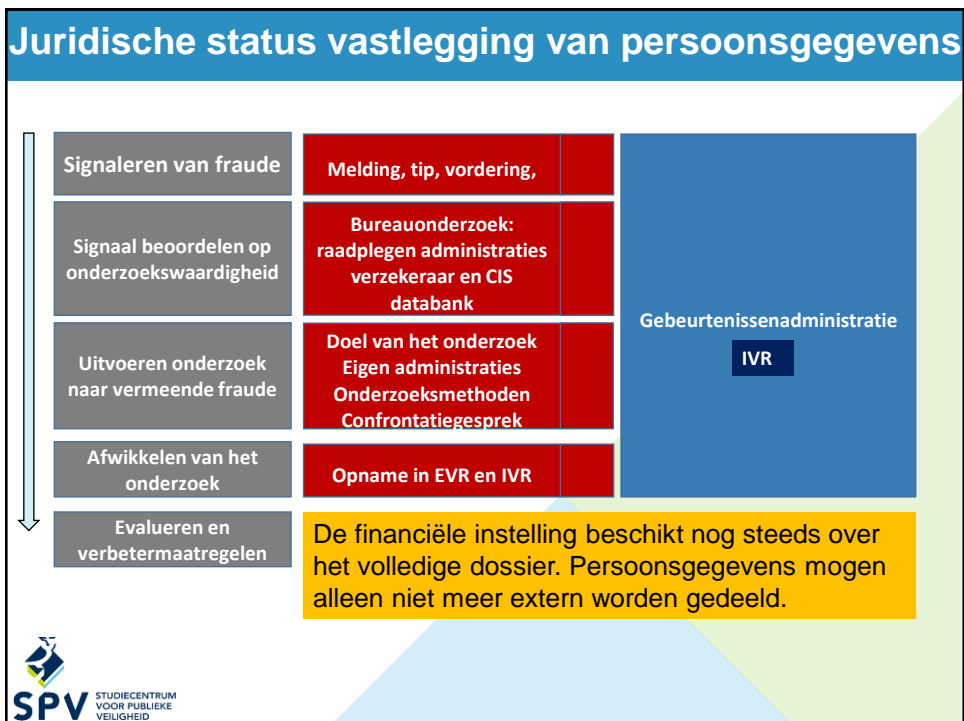 Juridische status vastlegging van persoonsgegevens
Signaleren van fraude
Melding, tip, vordering,
Signaal beoordelen op
onderzoekswaardigheid
Bureauonderzoek:
raadplegen administraties
verzekeraar en CIS
databank
Uitvoeren onderzoek
naar vermeende fraude
Doel van het onderzoek
Eigen administraties
Onderzoeksmethoden
Confrontatiegesprek
Afwikkelen van het
onderzoek
Opname in EVR en IVR
Gebeurtenissenadministratie
IVR
Evalueren en
verbetermaatregelen
De financiële instelling beschikt nog steeds over
het volledige dossier. Persoonsgegevens mogen
alleen niet meer extern worden gedeeld.
SPV
STUDIECENTRUM
VOOR PUBLIEKE
VEILIGHEID